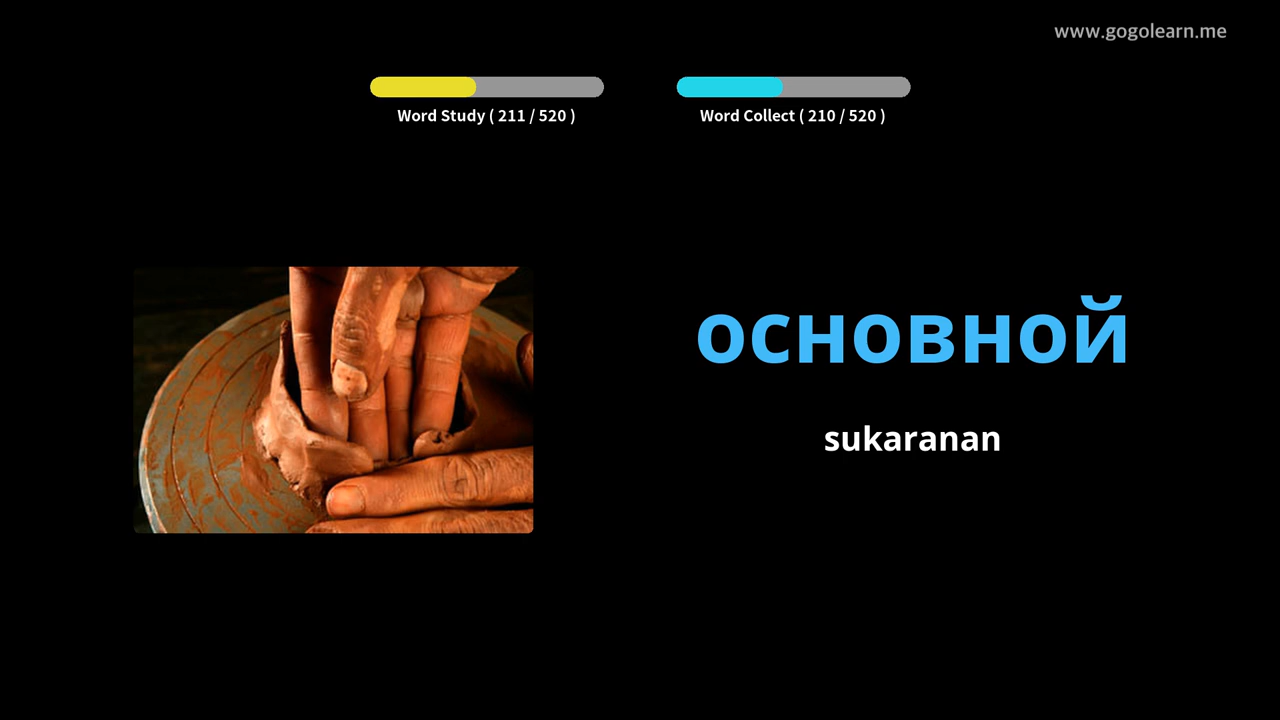 www.gogolearn.me
Word Study ( 211 / 520 )
Word Collect ( 210 / 520 )
основной
sukaranan